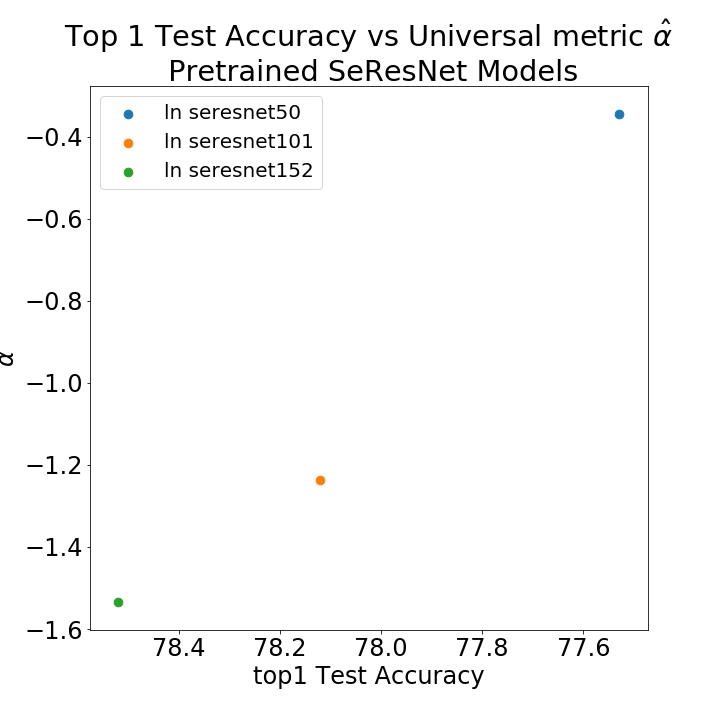 Top 1 Test Accuracy vs Universal metric α̂
Pretrained SeResNet Models
ln seresnet50
ln seresnet101
ln seresnet152
−0.4
−0.6
−0.8
−1.0
−1.2
−1.4
−1.6
α
78.4 78.2 78.0 77.8 77.6
top1 Test Accuracy